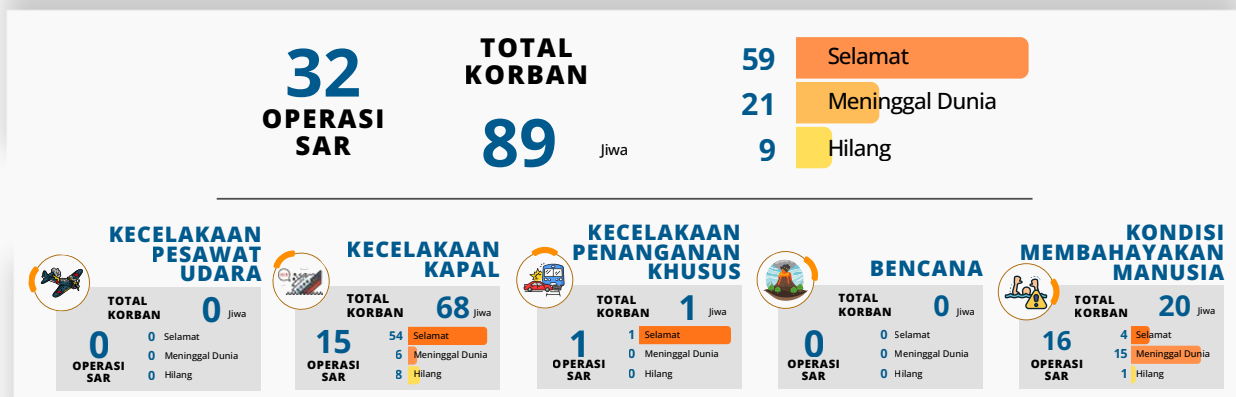 32
OPERASI
SAR
TOTAL
KORBAN
89
Jiwa
59 Selamat
21 Meninggal Dunia
9 Hilang
KECELAKAAN
PESAWAT
UDARA
TOTAL
KORBAN
0 Jiwa
0
OPERASI
SAR
0 Selamat
0 Meninggal Dunia
0 Hilang
KECELAKAAN
KAPAL
TOTAL
KORBAN
68 Jiwa
15
OPERASI
SAR
54 Selamat
6 Meninggal Dunia
8 Hilang
KECELAKAAN
PENANGANAN
KHUSUS
TOTAL
KORBAN
1 Jiwa
1
OPERASI
SAR
1 Selamat
0 Meninggal Dunia
0 Hilang
BENCANA
TOTAL
KORBAN
0 Jiwa
0
OPERASI
SAR
0 Selamat
0 Meninggal Dunia
0 Hilang
KONDISI
MEMBAHAYAKAN
MANUSIA
TOTAL
KORBAN
20 Jiwa
16
OPERASI
SAR
4 Selamat
15 Meninggal Dunia
1 Hilang